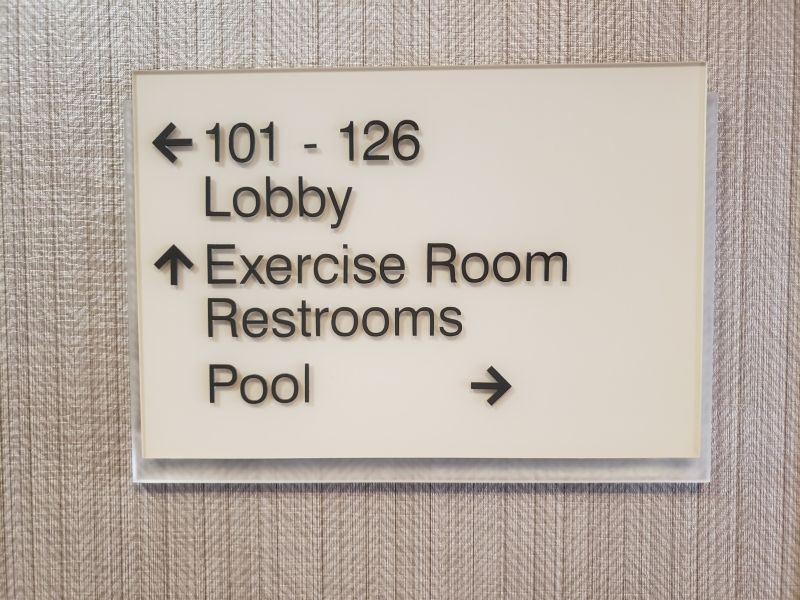 ← 101 - 126
Lobby
↑ Exercise Room
Restrooms
Pool →